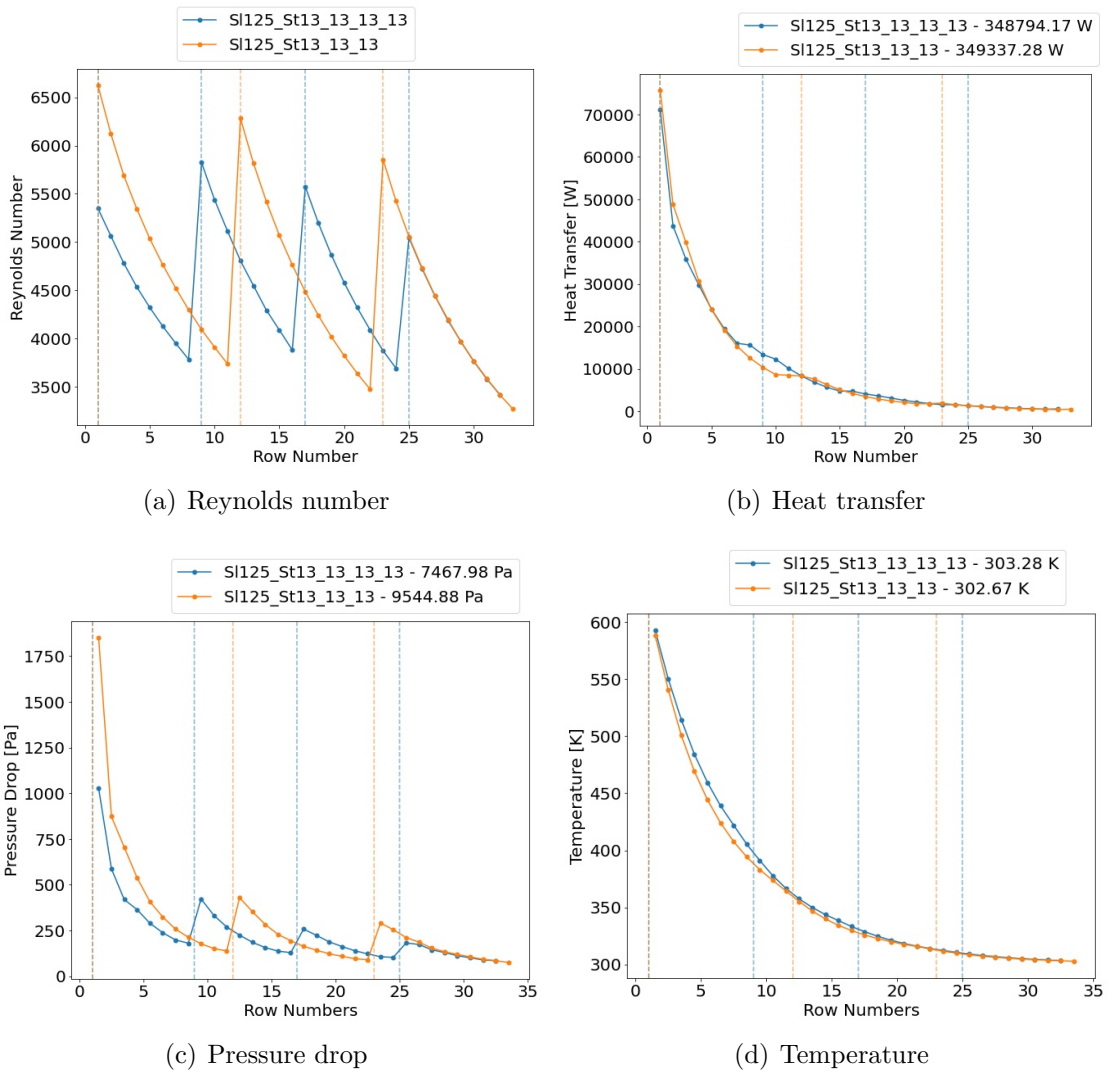 Sl125_St13_13_13_13
Sl125_St13_13_13
6500
6000
5500
5000
4500
4000
3500
Reynolds Number
0 5 10 15 20 25 30
Row Number
(a) Reynolds number
Sl125_St13_13_13_13 - 348794.17 W
Sl125_St13_13_13 - 349337.28 W
70000
60000
50000
40000
30000
20000
10000
0
Heat Transfer [W]
0 5 10 15 20 25 30
Row Number
(b) Heat transfer
Sl125_St13_13_13_13 - 7467.98 Pa
Sl125_St13_13_13 - 9544.88 Pa
1750
1500
1250
1000
750
500
250
0
Pressure Drop [Pa]
0 5 10 15 20 25 30 35
Row Numbers
(c) Pressure drop
Sl125_St13_13_13_13 - 303.28 K
Sl125_St13_13_13 - 302.67 K
600
550
500
450
400
350
300
Temperature [K]
0 5 10 15 20 25 30 35
Row Numbers
(d) Temperature